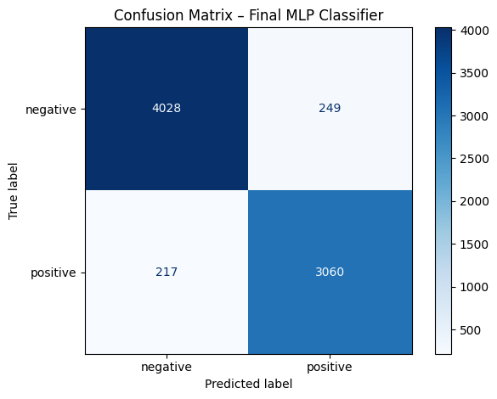 Confusion Matrix – Final MLP Classifier
4000
3500
3000
2500
2000
1500
1000
500
True label
negative
4028
249
positive
217
3060
negative
positive
Predicted label